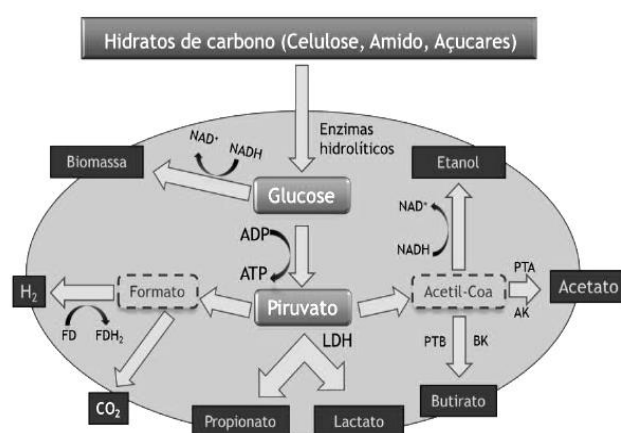 Hidratos de carbono (Celulose, Amido, Açucares)
Enzimas
hidrolíticos
NAD⁺
NADH
Biomassa
Etanol
Glucose
NAD⁺
NADH
ADP
ATP
PTA
H₂
Formato
Piruvato
Acetil-Coa
Acetato
AK
FD
FDH₂
LDH
PTB
BK
CO₂
Propionato
Lactato
Butirato